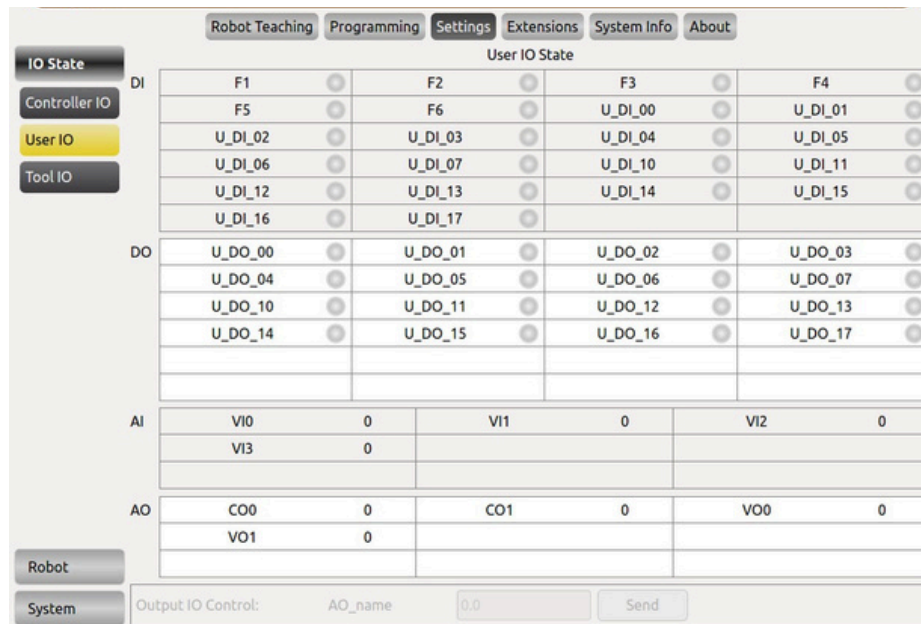 Robot Teaching Programming Settings Extensions System Info About
User IO State
IO State
Controller IO
User IO
Tool IO
DI F1 F2 F3 F4
F5 F6 U_DI_00 U_DI_01
U_DI_02 U_DI_03 U_DI_04 U_DI_05
U_DI_06 U_DI_07 U_DI_10 U_DI_11
U_DI_12 U_DI_13 U_DI_14 U_DI_15
U_DI_16 U_DI_17
DO U_DO_00 U_DO_01 U_DO_02 U_DO_03
U_DO_04 U_DO_05 U_DO_06 U_DO_07
U_DO_10 U_DO_11 U_DO_12 U_DO_13
U_DO_14 U_DO_15 U_DO_16 U_DO_17
AI VI0 0 VI1 0 VI2 0
VI3 0
AO CO0 0 CO1 0 VO0 0
VO1 0
Robot
System
Output IO Control: AO_name 0.0 Send